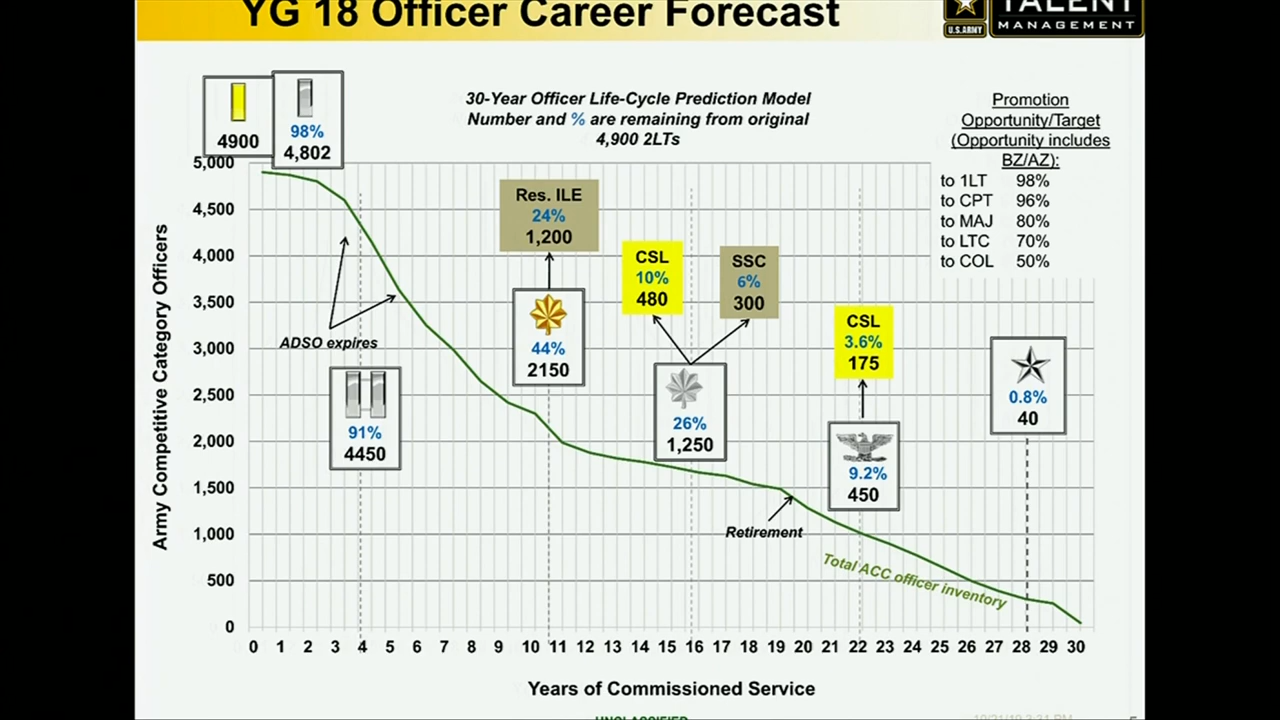 YG 18 Officer Career Forecast
TALENT
MANAGEMENT
U.S.ARMY
4900
98%
4,802
30-Year Officer Life-Cycle Prediction Model
Number and % are remaining from original
4,900 2LTs
Promotion
Opportunity/Target
(Opportunity includes
BZ/AZ):
to 1LT 98%
to CPT 96%
to MAJ 80%
to LTC 70%
to COL 50%
Army Competitive Category Officers
5,000
4,500
4,000
3,500
3,000
2,500
2,000
1,500
1,000
500
0
ADSO expires
91%
4450
Res. ILE
24%
1,200
44%
2150
CSL
10%
480
SSC
6%
300
26%
1,250
CSL
3.6%
175
9.2%
450
0.8%
40
Retirement
Total ACC officer inventory
0 1 2 3 4 5 6 7 8 9 10 11 12 13 14 15 16 17 18 19 20 21 22 23 24 25 26 27 28 29 30
Years of Commissioned Service
UNCLASSIFIED